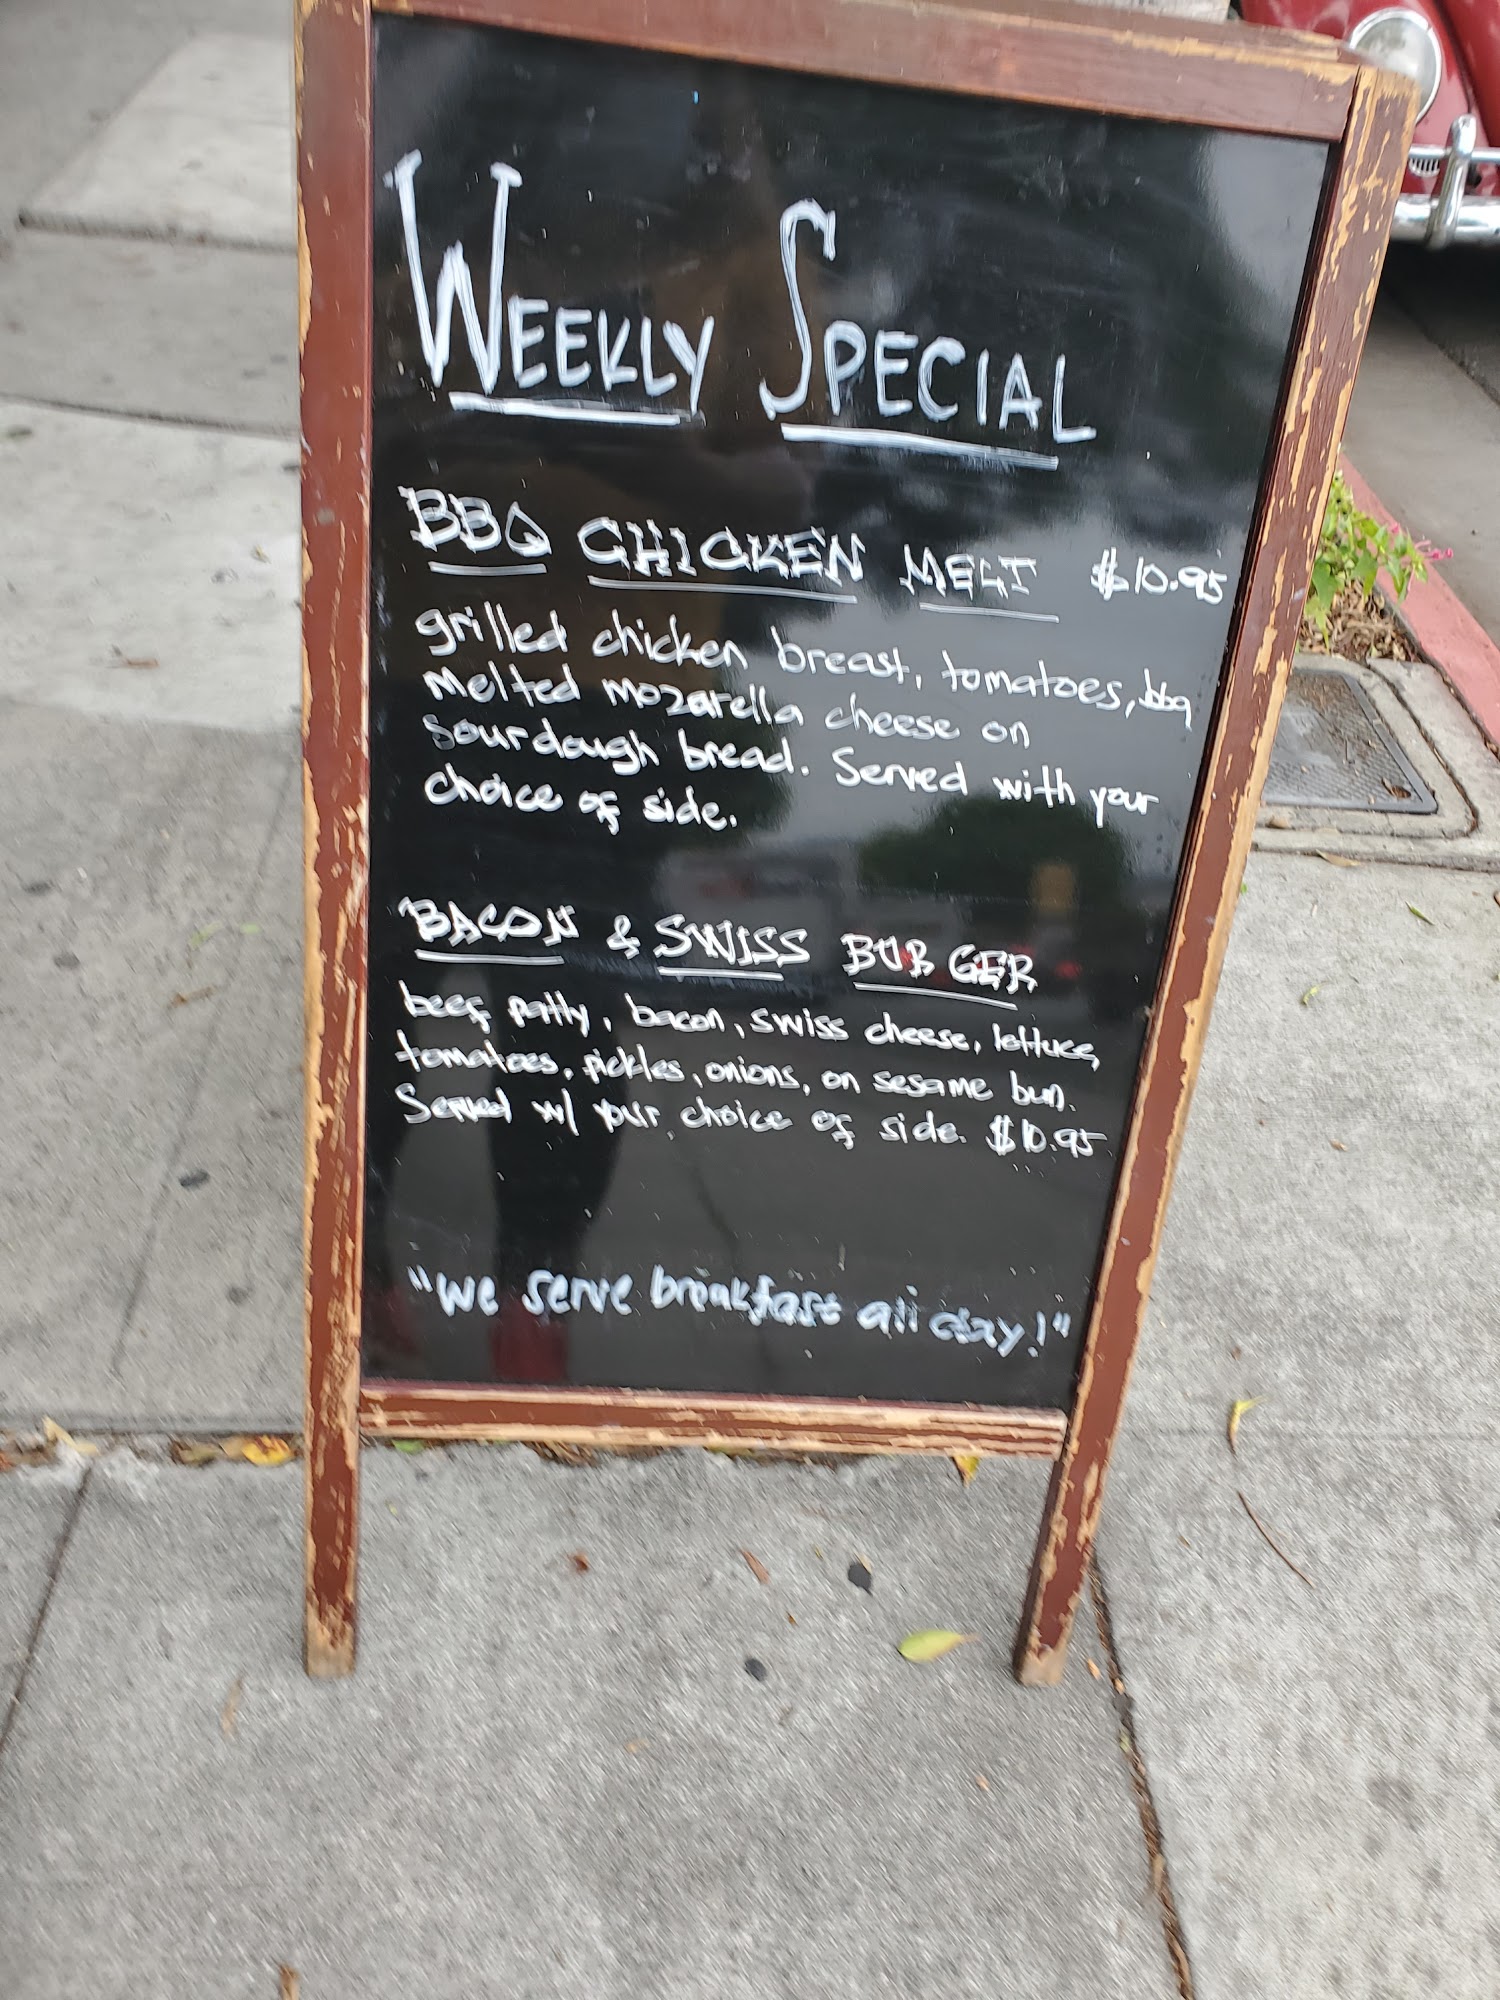 WEEKLY SPECIAL
BBQ CHICKEN MELT $10.95
grilled chicken breast, tomatoes, bbq
melted mozarella cheese on
sourdough bread. Served with your
choice of side.
BACON & SWISS BURGER
beef patty, bacon, swiss cheese, lettuce,
tomatoes, pickles, onions, on sesame bun.
Served w/ your choice of side. $10.95
"We serve breakfast all day!"